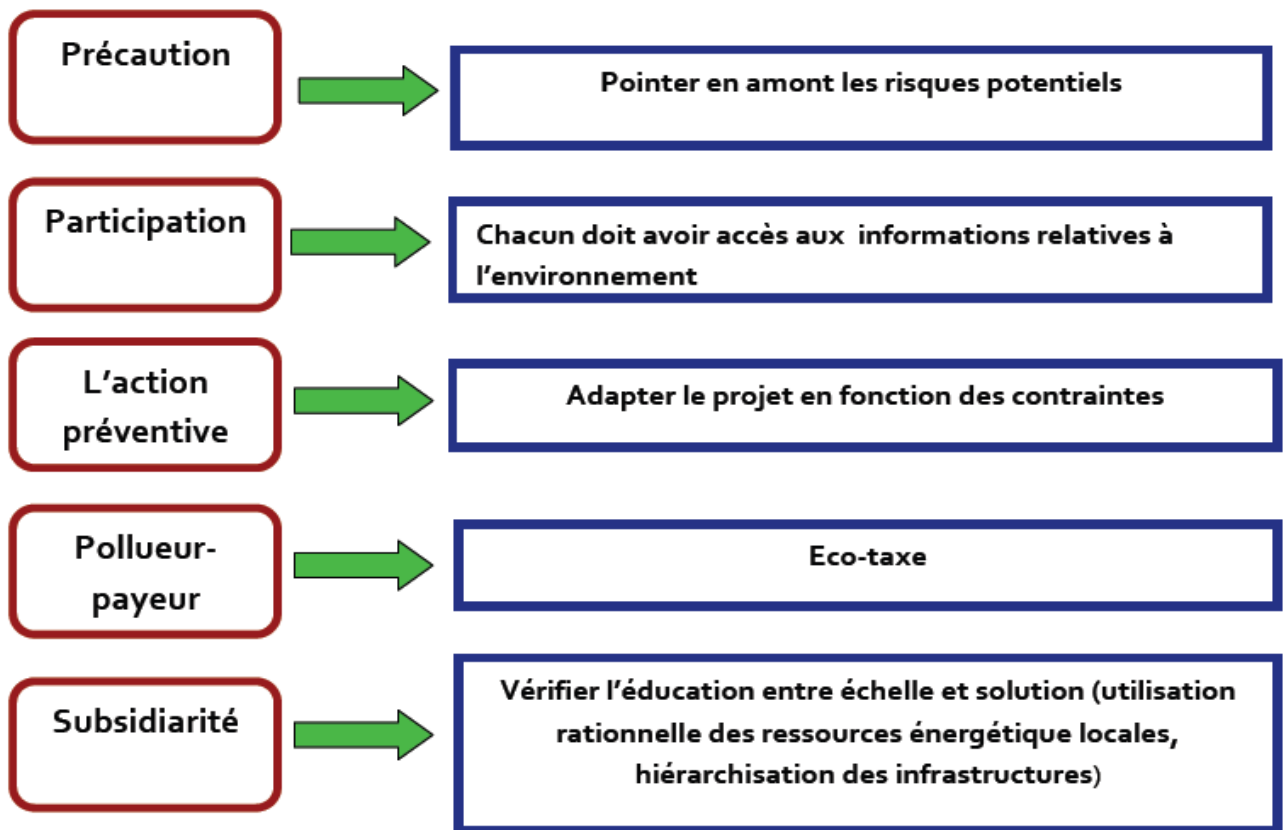 Précaution
Pointer en amont les risques potentiels
Participation
Chacun doit avoir accès aux informations relatives à
l'environnement
L'action
préventive
Adapter le projet en fonction des contraintes
Pollueur-
payeur
Eco-taxe
Subsidiarité
Vérifier l'éducation entre échelle et solution (utilisation
rationnelle des ressources énergétique locales,
hiérarchisation des infrastructures)